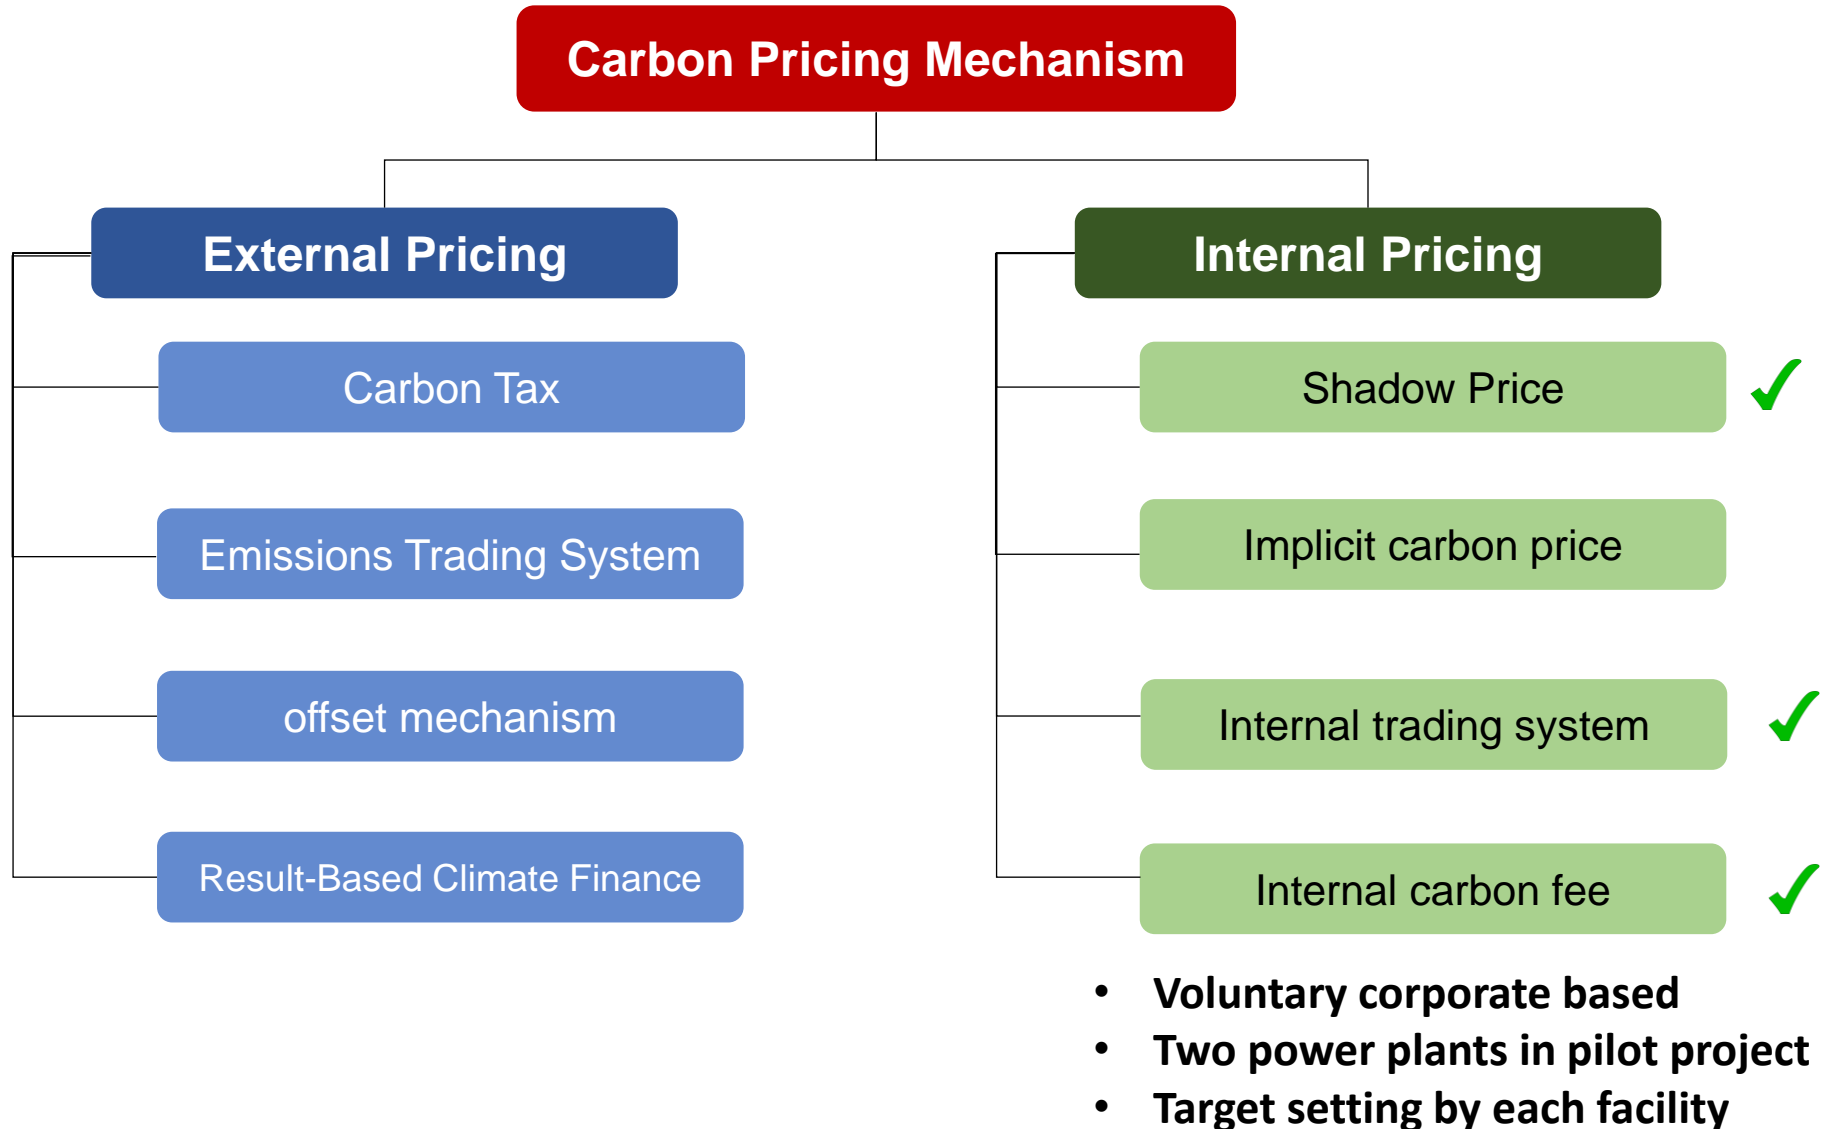 Carbon Pricing Mechanism
External Pricing
Carbon Tax
Emissions Trading System
offset mechanism
Result-Based Climate Finance
Internal Pricing
Shadow Price
Implicit carbon price
Internal trading system
Internal carbon fee
• Voluntary corporate based
• Two power plants in pilot project
• Target setting by each facility